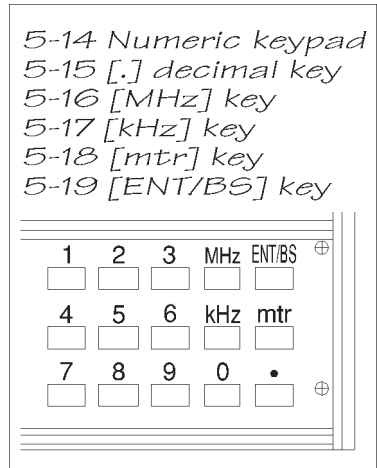 5-14 Numeric keypad
5-15 [.] decimal key
5-16 [MHz] key
5-17 [kHz] key
5-18 [mtr] key
5-19 [ENT/BS] key
1 2 3 MHz ENT/BS
4 5 6 kHz mtr
7 8 9 0 •